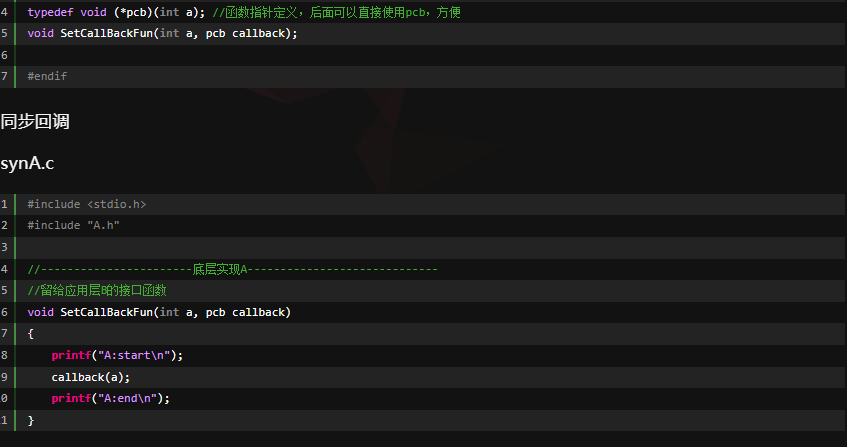 4 typedef void (*pcb)(int a); //函数指针定义，后面可以直接使用pcb，方便
5 void SetCallBackFun(int a, pcb callback);
6
7 #endif
同步回调
synA.c
1 #include <stdio.h>
2 #include "A.h"
3
4 //-----------------------底层实现A-----------------------------
5 //留给应用层B的接口函数
6 void SetCallBackFun(int a, pcb callback)
7 {
8 printf("A:start\n");
9 callback(a);
0 printf("A:end\n");
1 }